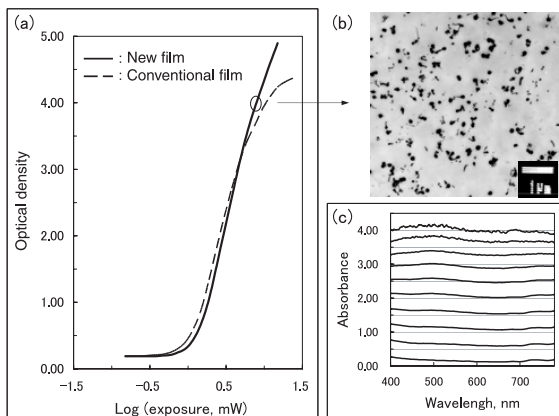 (a)
5.00
4.00
3.00
2.00
1.00
0.00
Optical density
: New film
: Conventional film
−1.5
−0.5
0.5
1.5
Log (exposure, mW)
(b)
(c)
4,00
3,00
2,00
1,00
0,00
Absorbance
400
500
600
700
Wavelengh, nm